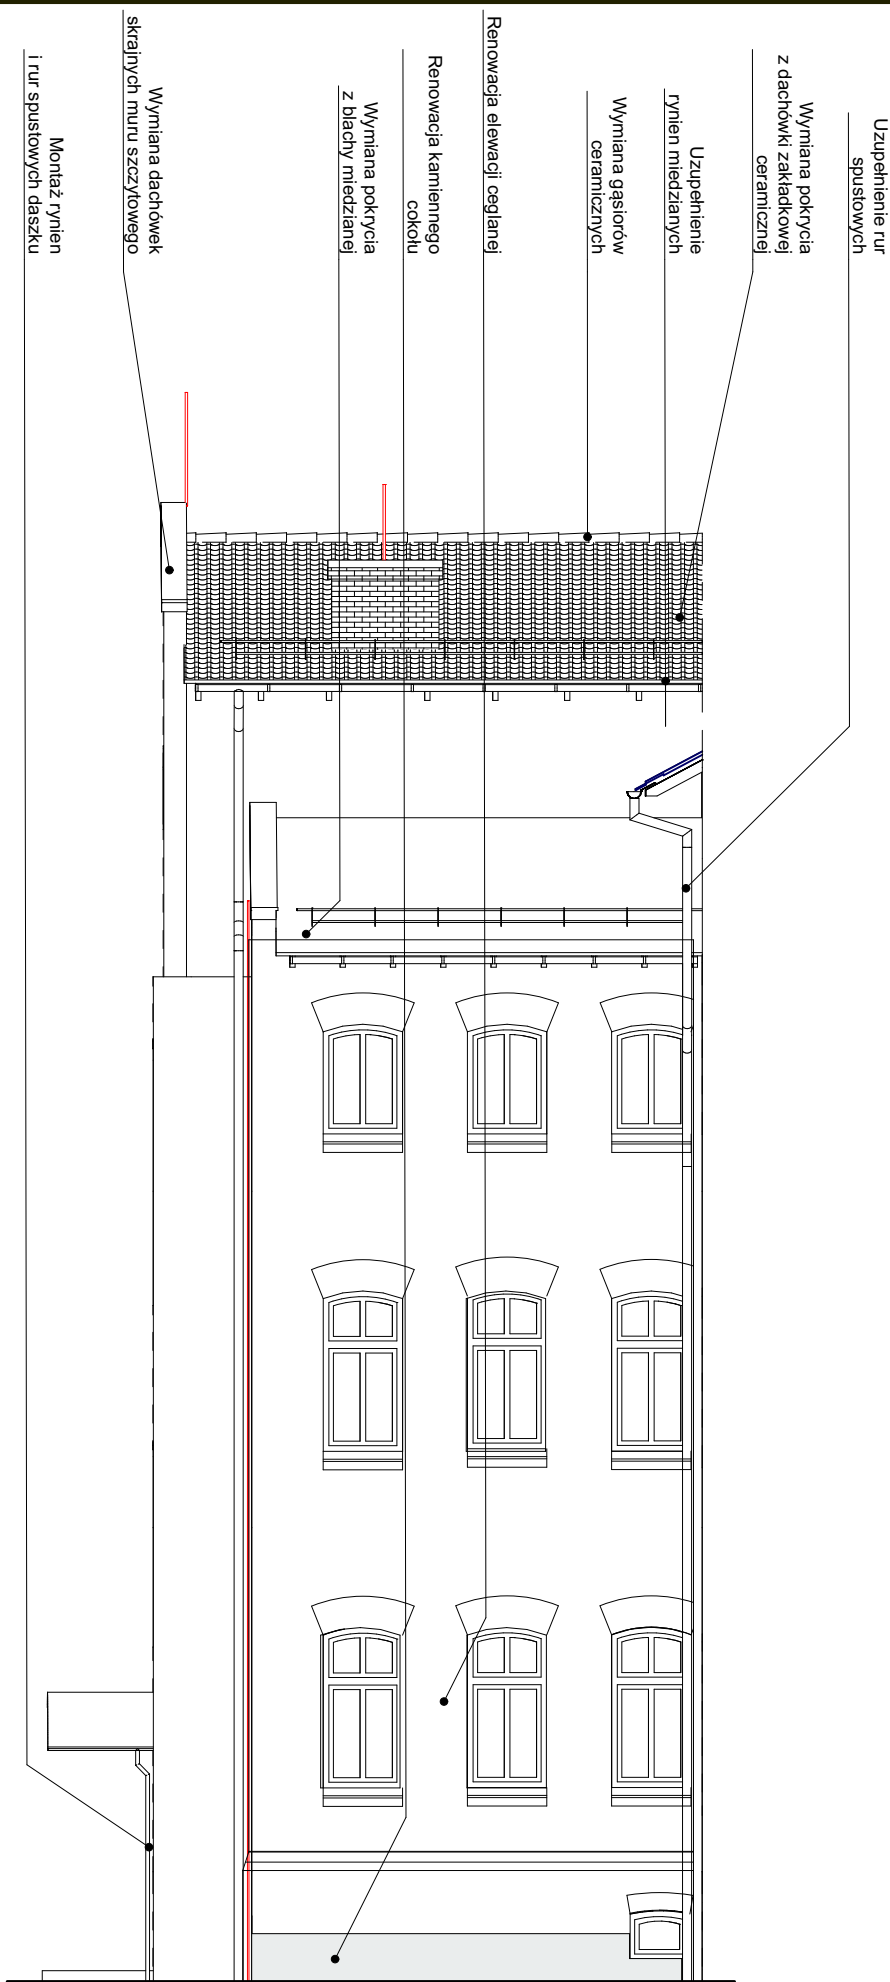 Uzupełnienie rur
spustowych
Wymiana pokrycia
z dachówki zakładkowej
ceramicznej
Uzupełnienie
rynien miedzianych
Wymiana gąsiorów
ceramicznych
Renowacja elewacji ceglanej
Renowacja kamiennego
cokołu
Wymiana pokrycia
z blachy miedzianej
Wymiana dachówek
skrajnych muru szczytowego
Montaż rynien
i rur spustowych daszku